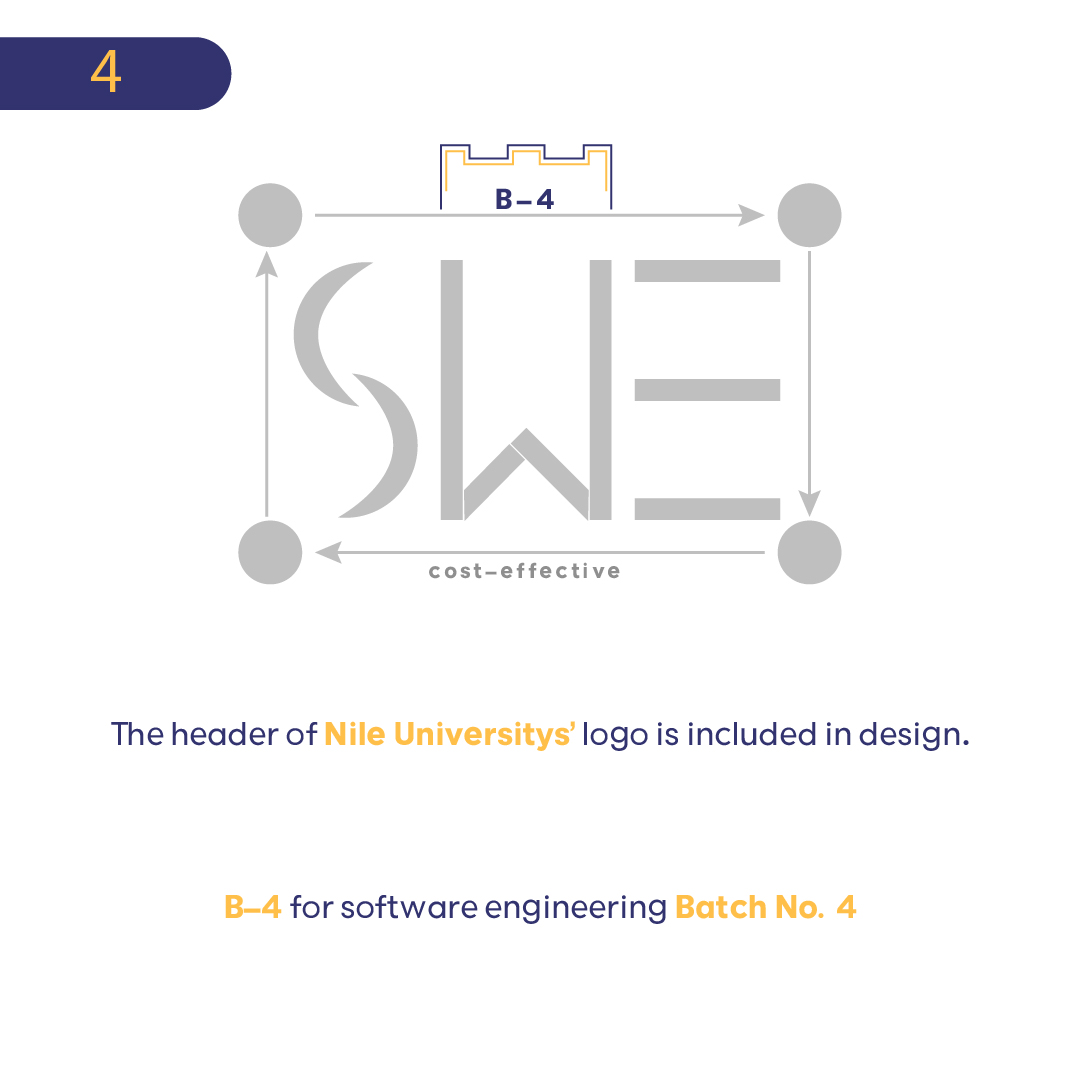 4
B–4
SWE
cost–effective
The header of Nile Universitys’ logo is included in design.
B–4 for software engineering Batch No. 4